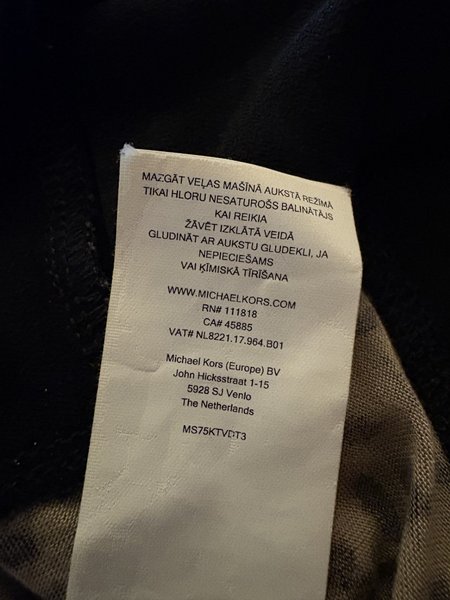 MAZGĀT VEĻAS MAŠĪNĀ AUKSTĀ REŽĪMĀ
TIKAI HLORU NESATUROŠS BALINĀTĀJS
KAI REIKIA
ŽĀVĒT IZKLĀTĀ VEIDĀ
GLUDINĀT AR AUKSTU GLUDEKLI, JA
NEPIECIEŠAMS
VAI ĶĪMISKĀ TĪRĪŠANA
WWW.MICHAELKORS.COM
RN# 111818
CA# 45885
VAT# NL8221.17.964.B01
Michael Kors (Europe) BV
John Hicksstraat 1-15
5928 SJ Venlo
The Netherlands
MS75KTVDT3